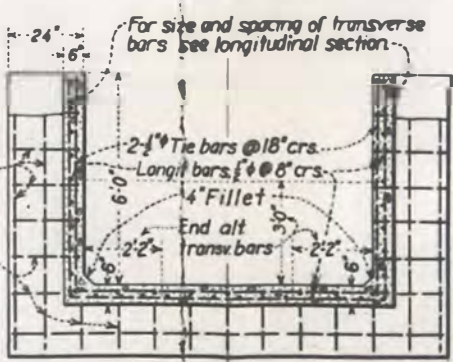 For size and spacing of transverse
bars see longitudinal section.
24"
6"
2-½"ϕ Tie bars @ 18" crs.
Longit bars, ½"ϕ @ 8" crs.
6'0"
4" Fillet
3'0"
End alt
transv. bars
2'2"
2'2"
6"
6"